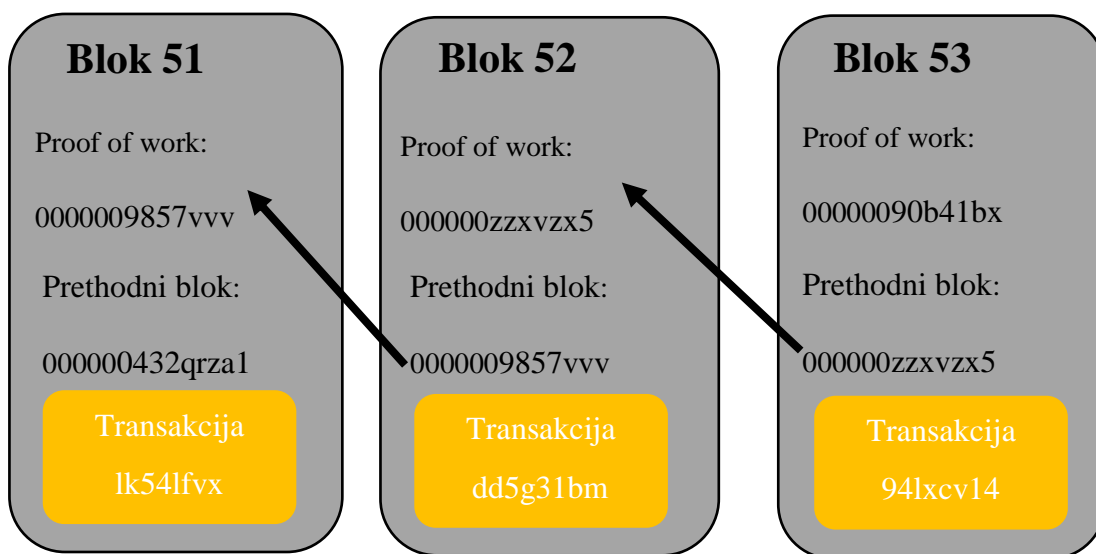 Blok 51
Proof of work:
0000009857vvv
Prethodni blok:
000000432qrza1
Transakcija
lk54lfvx
Blok 52
Proof of work:
000000zzxvzx5
Prethodni blok:
0000009857vvv
Transakcija
dd5g31bm
Blok 53
Proof of work:
00000090b41bx
Prethodni blok:
000000zzxvzx5
Transakcija
94lxcv14